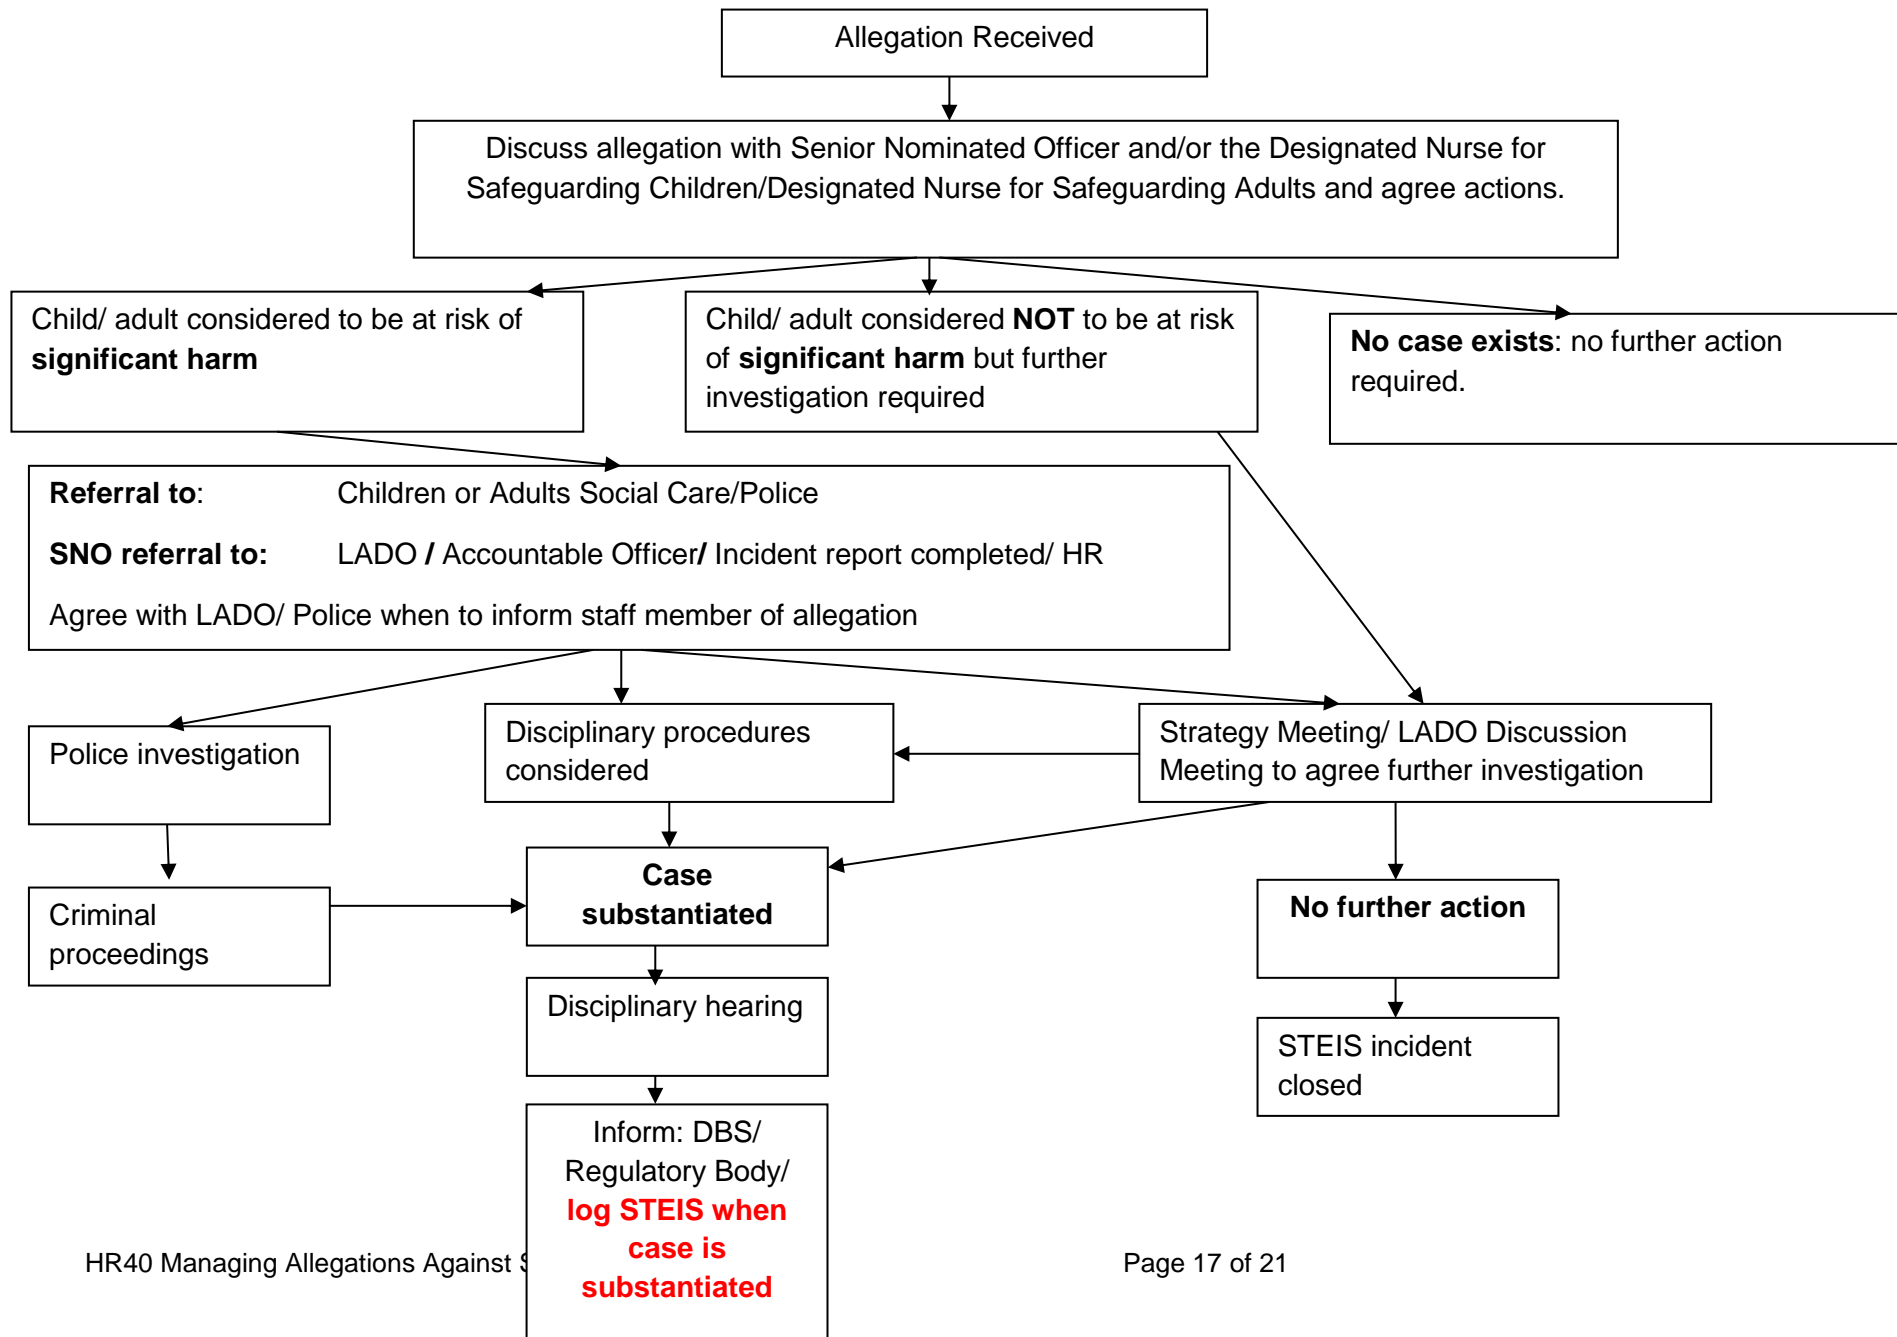 Allegation Received
Discuss allegation with Senior Nominated Officer and/or the Designated Nurse for
Safeguarding Children/Designated Nurse for Safeguarding Adults and agree actions.
Child/ adult considered to be at risk of
significant harm
Child/ adult considered NOT to be at risk
of significant harm but further
investigation required
No case exists: no further action
required.
Referral to: Children or Adults Social Care/Police
SNO referral to: LADO / Accountable Officer/ Incident report completed/ HR
Agree with LADO/ Police when to inform staff member of allegation
Police investigation
Disciplinary procedures
considered
Strategy Meeting/ LADO Discussion
Meeting to agree further investigation
Criminal
proceedings
Case
substantiated
No further action
Disciplinary hearing
STEIS incident
closed
Inform: DBS/
Regulatory Body/
log STEIS when
case is
substantiated
HR40 Managing Allegations Against
Page 17 of 21